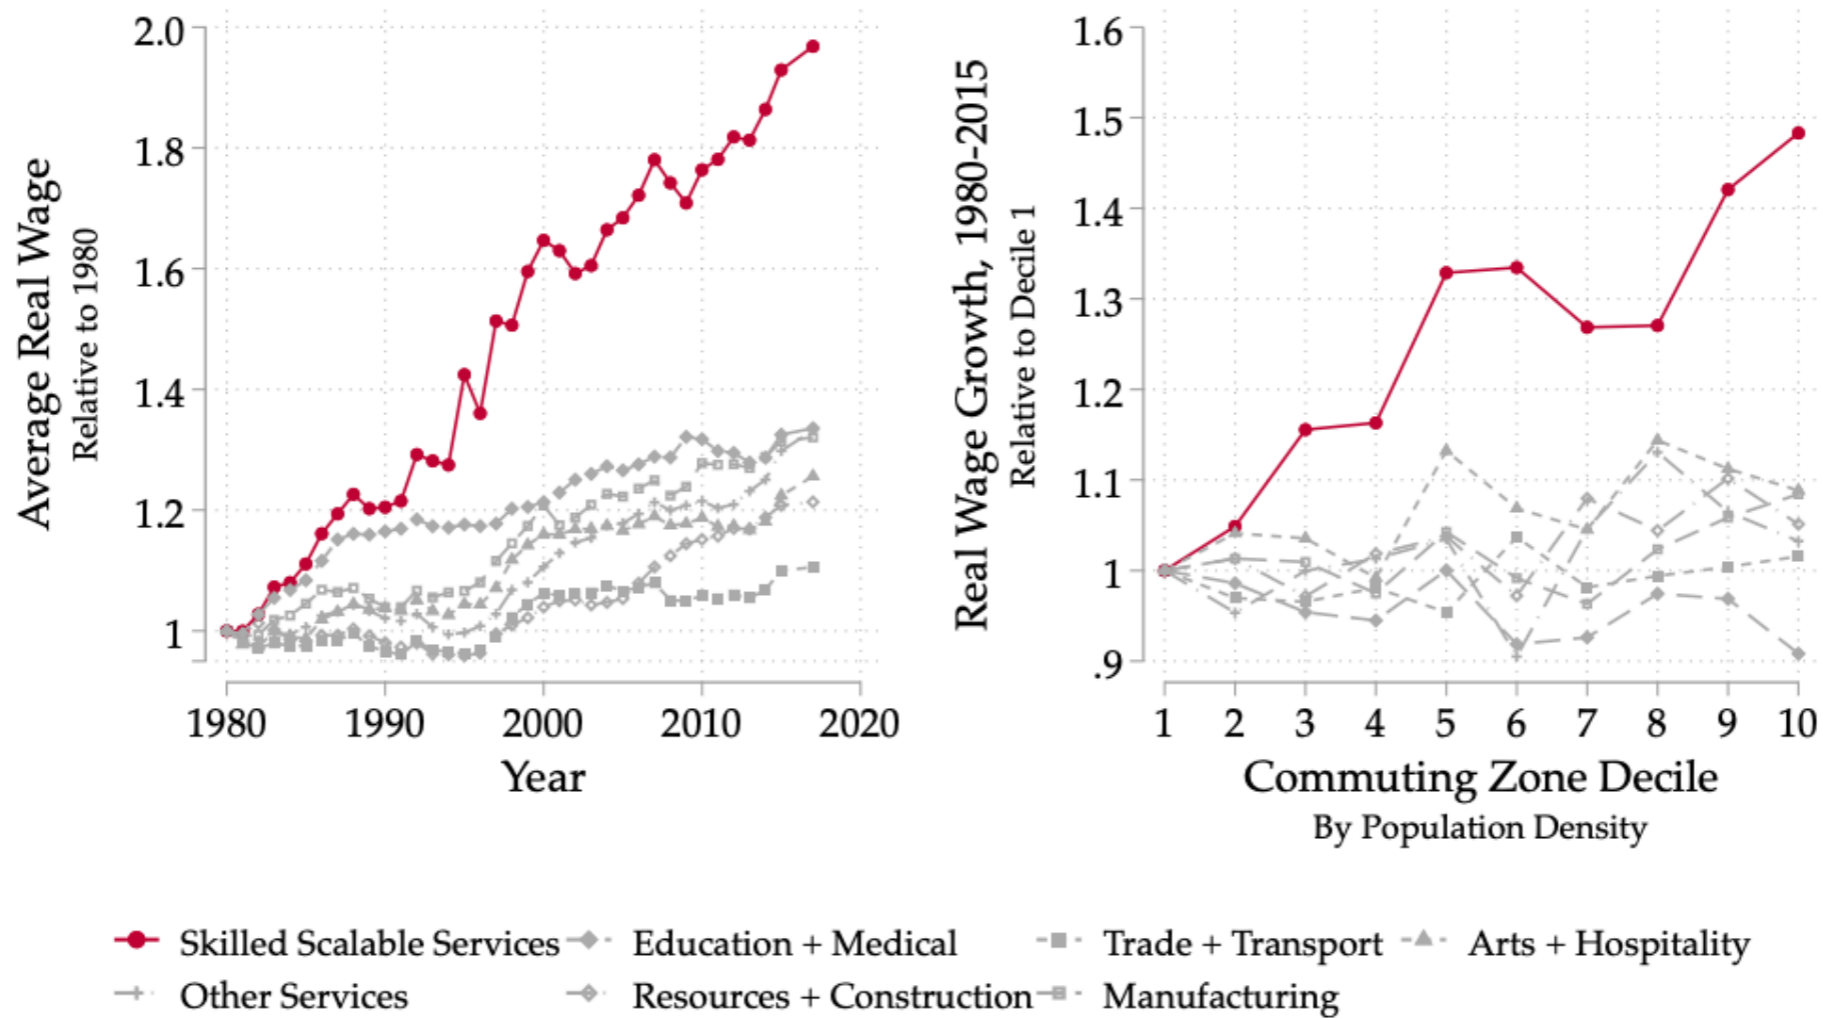 Average Real Wage
Relative to 1980
2.0
1.8
1.6
1.4
1.2
1
1980 1990 2000 2010 2020
Year
Real Wage Growth, 1980-2015
Relative to Decile 1
1.6
1.5
1.4
1.3
1.2
1.1
1
.9
1 2 3 4 5 6 7 8 9 10
Commuting Zone Decile
By Population Density
Skilled Scalable Services Education + Medical Trade + Transport Arts + Hospitality
Other Services Resources + Construction Manufacturing